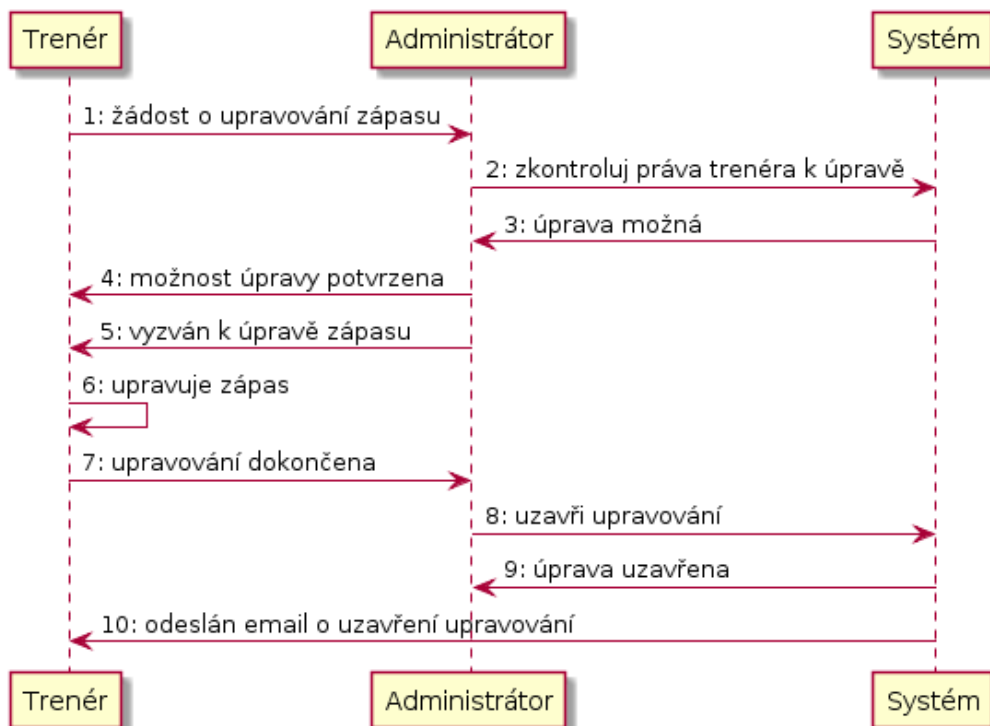 Trenér
Administrátor
Systém
1: žádost o upravování zápasu
2: zkontroluj práva trenéra k úpravě
3: úprava možná
4: možnost úpravy potvrzena
5: vyzván k úpravě zápasu
6: upravuje zápas
7: upravování dokončena
8: uzavři upravování
9: úprava uzavřena
10: odeslán email o uzavření upravování
Trenér
Administrátor
Systém